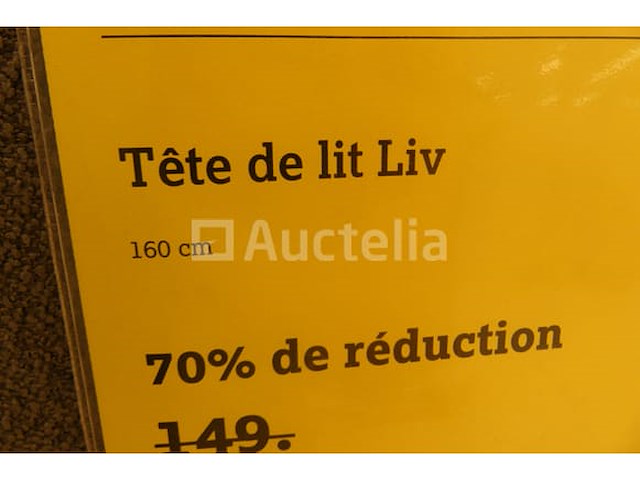 Tête de lit Liv
160 cm
Auctelia
70% de réduction
149.